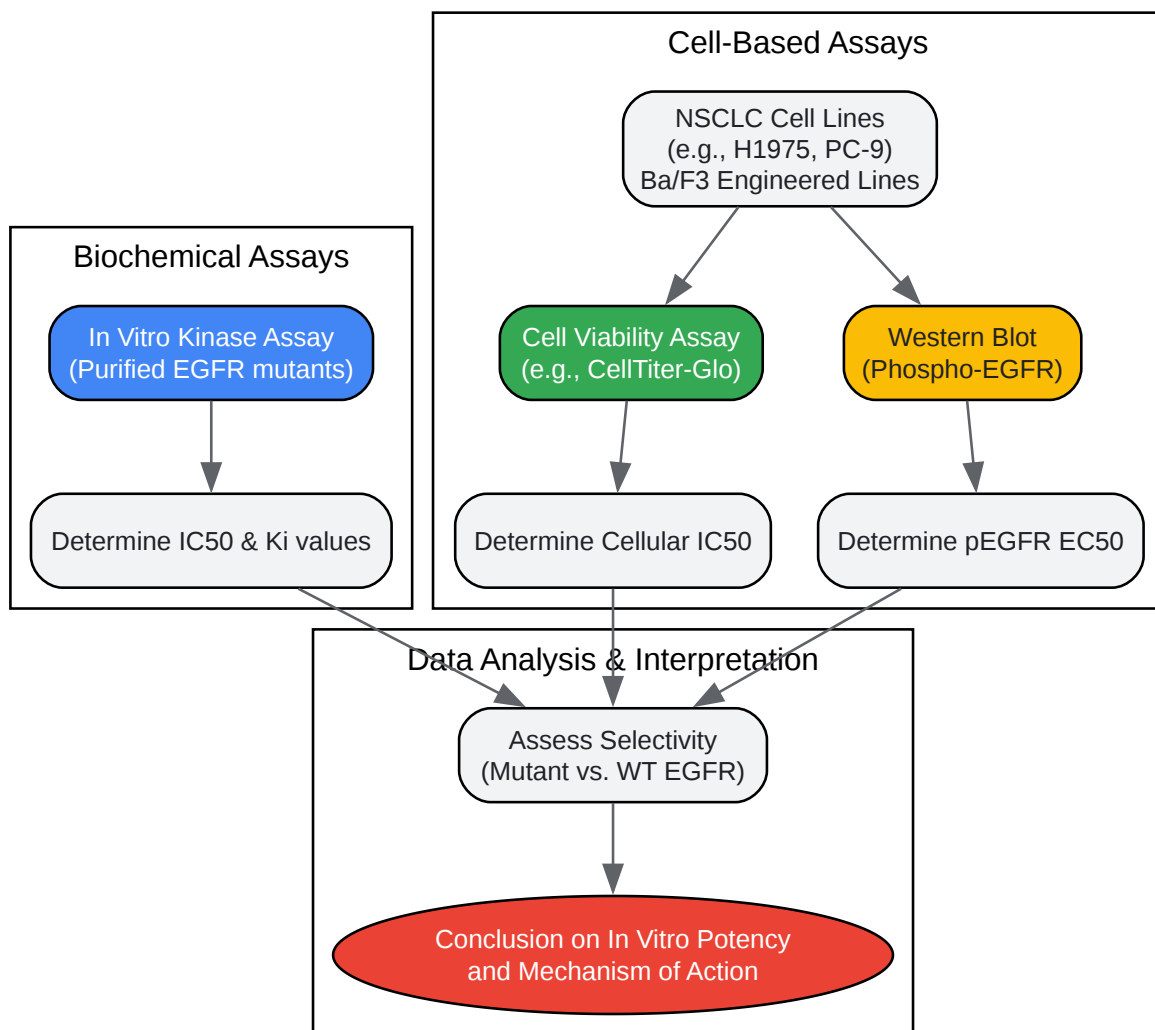 Cell-Based Assays
NSCLC Cell Lines
(e.g., H1975, PC-9)
Ba/F3 Engineered Lines
Biochemical Assays
In Vitro Kinase Assay
(Purified EGFR mutants)
Cell Viability Assay
(e.g., CellTiter-Glo)
Western Blot
(Phospho-EGFR)
Determine IC50 & Ki values
Determine Cellular IC50
Determine pEGFR EC50
Data Analysis & Interpretation
Assess Selectivity
(Mutant vs. WT EGFR)
Conclusion on In Vitro Potency
and Mechanism of Action